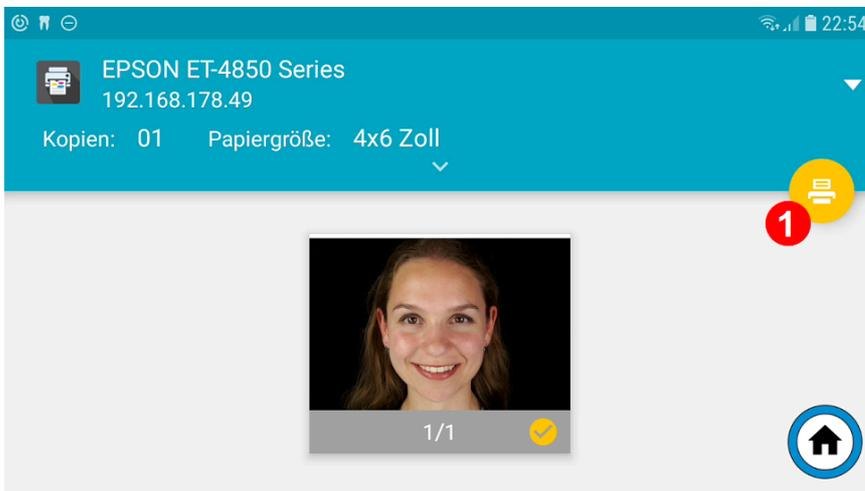 22:54
EPSON ET-4850 Series
192.168.178.49
Kopien: 01 Papiergröße: 4x6 Zoll
1
1/1